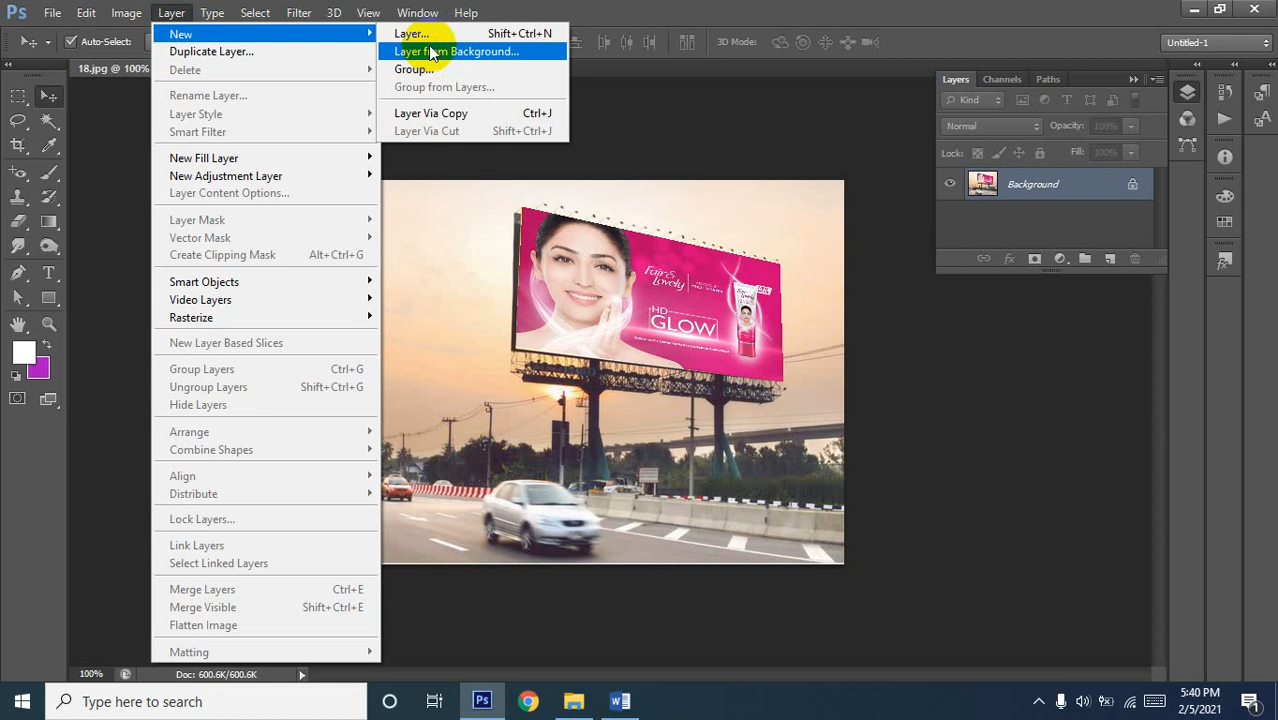 Ps File Edit Image Layer Type Select Filter 3D View Window Help
Auto-Select: 3D Mode: Untitled-1
18.jpg @ 100%
New
Duplicate Layer...
Delete
Rename Layer...
Layer Style
Smart Filter
New Fill Layer
New Adjustment Layer
Layer Content Options...
Layer Mask
Vector Mask
Create Clipping Mask Alt+Ctrl+G
Smart Objects
Video Layers
Rasterize
New Layer Based Slices
Group Layers Ctrl+G
Ungroup Layers Shift+Ctrl+G
Hide Layers
Arrange
Combine Shapes
Align
Distribute
Lock Layers...
Link Layers
Select Linked Layers
Merge Layers Ctrl+E
Merge Visible Shift+Ctrl+E
Flatten Image
Matting
Layer... Shift+Ctrl+N
Layer from Background...
Group...
Group from Layers...
Layer Via Copy Ctrl+J
Layer Via Cut Shift+Ctrl+J
Fair &
Lovely
HD
GLOW
Layers Channels Paths
Kind
Normal Opacity: 100%
Lock: Fill: 100%
Background
100% Doc: 600.6K/600.6K
Type here to search
5:40 PM
2/5/2021